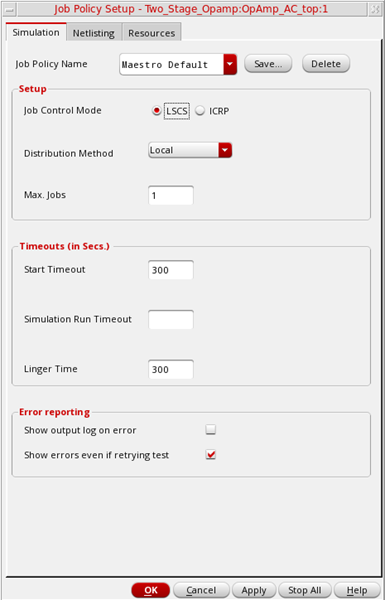 Job Policy Setup - Two_Stage_Opamp:OpAmp_AC_top:1
Simulation Netlisting Resources
Job Policy Name Maestro Default Save... Delete
Setup
Job Control Mode LSCS ICRP
Distribution Method Local
Max. Jobs 1
Timeouts (in Secs.)
Start Timeout 300
Simulation Run Timeout
Linger Time 300
Error reporting
Show output log on error
Show errors even if retrying test
OK Cancel Apply Stop All Help